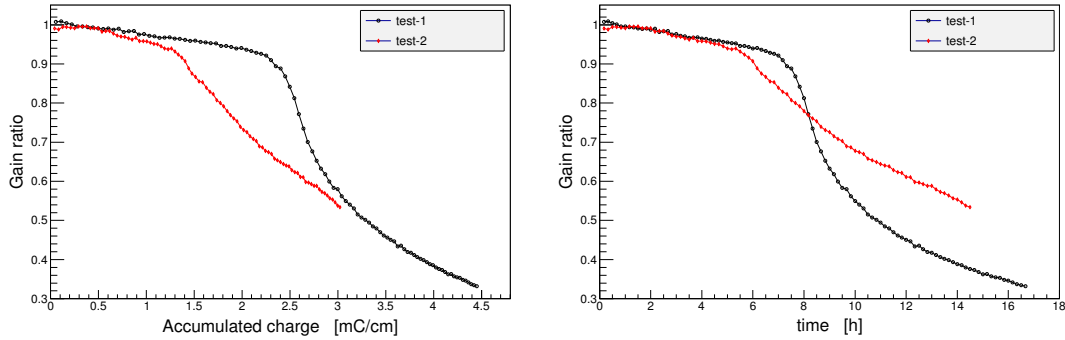 test-1
test-2
Gain ratio
1
0.9
0.8
0.7
0.6
0.5
0.4
0.3
0 0.5 1 1.5 2 2.5 3 3.5 4 4.5
Accumulated charge [mC/cm]
test-1
test-2
Gain ratio
1
0.9
0.8
0.7
0.6
0.5
0.4
0.3
0 2 4 6 8 10 12 14 16 18
time [h]